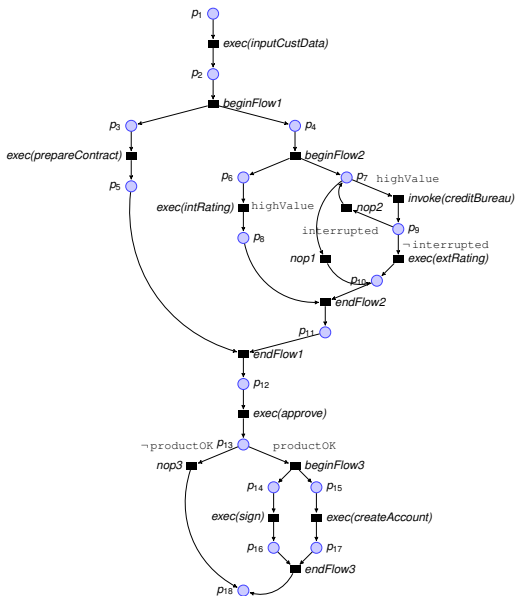 p1
exec(inputCustData)
p2
beginFlow1
p3
p4
exec(prepareContract)
beginFlow2
p5
p6
p7
highValue
exec(intRating)
highValue
nop2
invoke(creditBureau)
p8
interrupted
p9
¬interrupted
nop1
exec(extRating)
p10
endFlow2
p11
endFlow1
p12
exec(approve)
¬productOK
p13
productOK
nop3
beginFlow3
p14
p15
exec(sign)
exec(createAccount)
p16
p17
endFlow3
p18